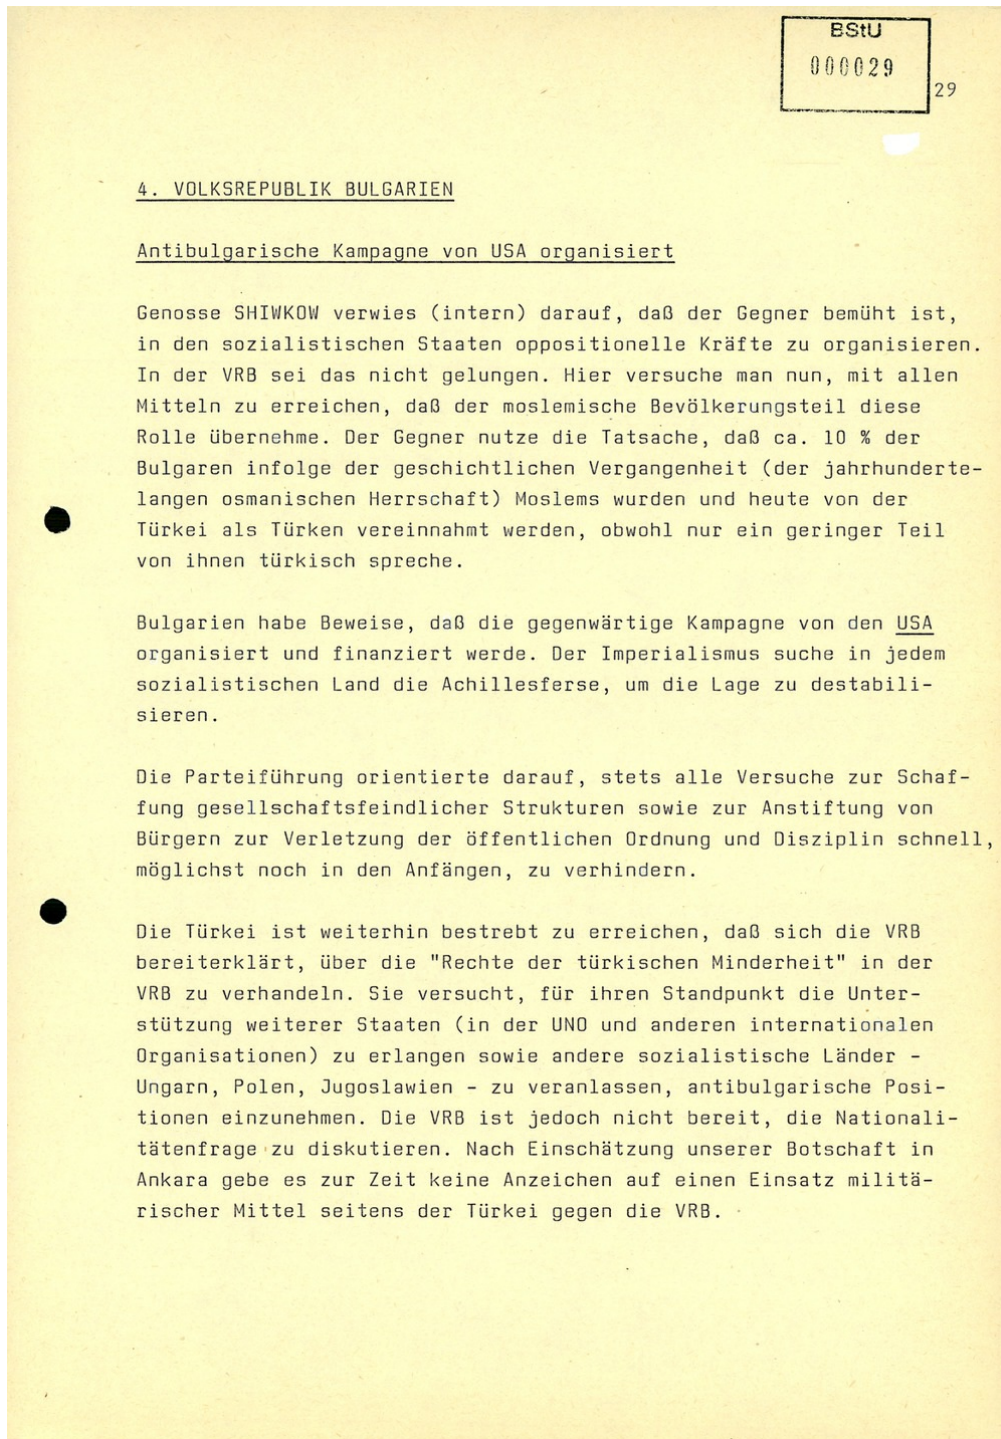 BStU
000029
29
4. VOLKSREPUBLIK BULGARIEN
Antibulgarische Kampagne von USA organisiert
Genosse SHIWKOW verwies (intern) darauf, daß der Gegner bemüht ist,
in den sozialistischen Staaten oppositionelle Kräfte zu organisieren.
In der VRB sei das nicht gelungen. Hier versuche man nun, mit allen
Mitteln zu erreichen, daß der moslemische Bevölkerungsteil diese
Rolle übernehme. Der Gegner nutze die Tatsache, daß ca. 10 % der
Bulgaren infolge der geschichtlichen Vergangenheit (der jahrhunderte-
langen osmanischen Herrschaft) Moslems wurden und heute von der
Türkei als Türken vereinnahmt werden, obwohl nur ein geringer Teil
von ihnen türkisch spreche.
Bulgarien habe Beweise, daß die gegenwärtige Kampagne von den USA
organisiert und finanziert werde. Der Imperialismus suche in jedem
sozialistischen Land die Achillesferse, um die Lage zu destabili-
sieren.
Die Parteiführung orientierte darauf, stets alle Versuche zur Schaf-
fung gesellschaftsfeindlicher Strukturen sowie zur Anstiftung von
Bürgern zur Verletzung der öffentlichen Ordnung und Disziplin schnell,
möglichst noch in den Anfängen, zu verhindern.
Die Türkei ist weiterhin bestrebt zu erreichen, daß sich die VRB
bereiterklärt, über die "Rechte der türkischen Minderheit" in der
VRB zu verhandeln. Sie versucht, für ihren Standpunkt die Unter-
stützung weiterer Staaten (in der UNO und anderen internationalen
Organisationen) zu erlangen sowie andere sozialistische Länder -
Ungarn, Polen, Jugoslawien - zu veranlassen, antibulgarische Posi-
tionen einzunehmen. Die VRB ist jedoch nicht bereit, die Nationali-
tätenfrage zu diskutieren. Nach Einschätzung unserer Botschaft in
Ankara gebe es zur Zeit keine Anzeichen auf einen Einsatz militä-
rischer Mittel seitens der Türkei gegen die VRB.